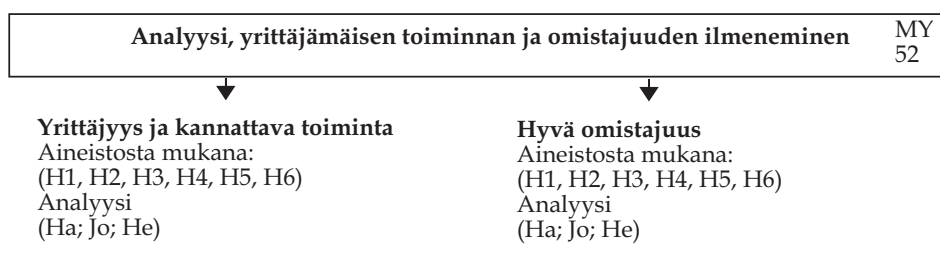 Analyysi, yrittäjämäisen toiminnan ja omistajuuden ilmeneminen
MY
52
Yrittäjyys ja kannattava toiminta
Aineistosta mukana:
(H1, H2, H3, H4, H5, H6)
Analyysi
(Ha; Jo; He)
Hyvä omistajuus
Aineistosta mukana:
(H1, H2, H3, H4, H5, H6)
Analyysi
(Ha; Jo; He)